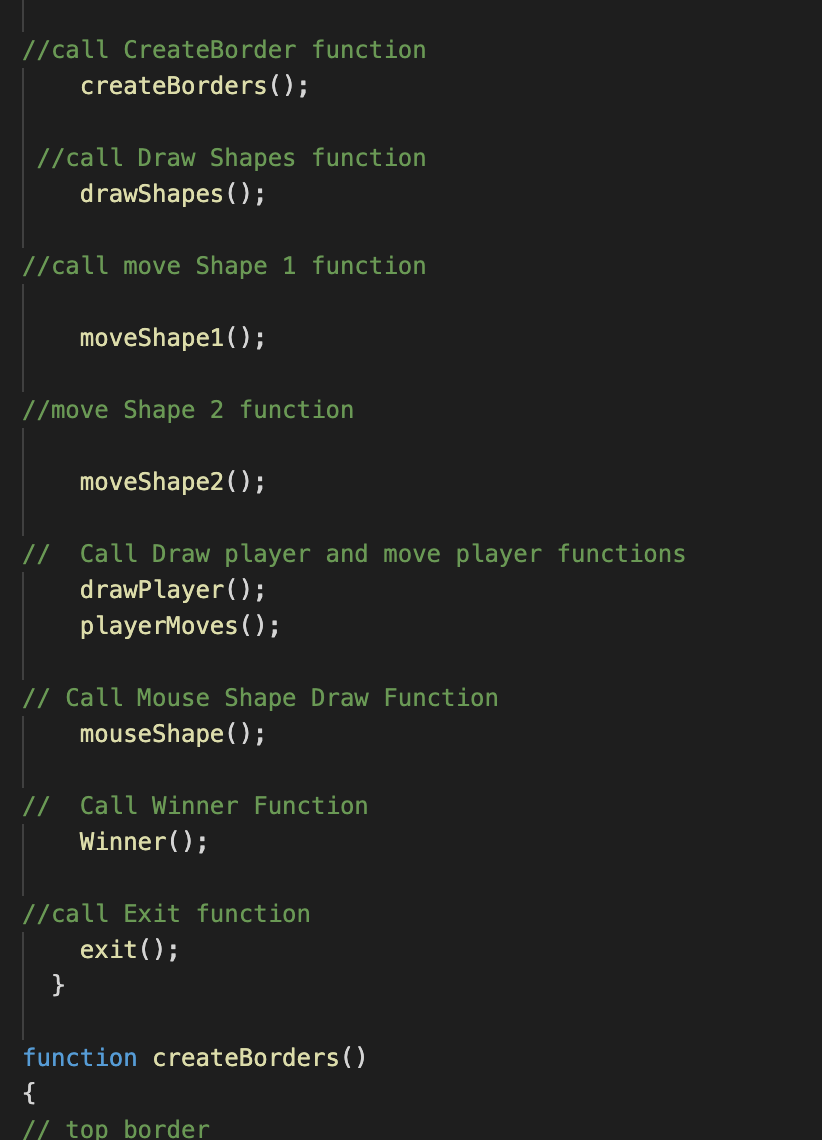 //call CreateBorder function
createBorders();
//call Draw Shapes function
drawShapes();
//call move Shape 1 function
moveShape1();
//move Shape 2 function
moveShape2();
//  Call Draw player and move player functions
drawPlayer();
playerMoves();
// Call Mouse Shape Draw Function
mouseShape();
//  Call Winner Function
Winner();
//call Exit function
exit();
}
function createBorders()
{
// top border